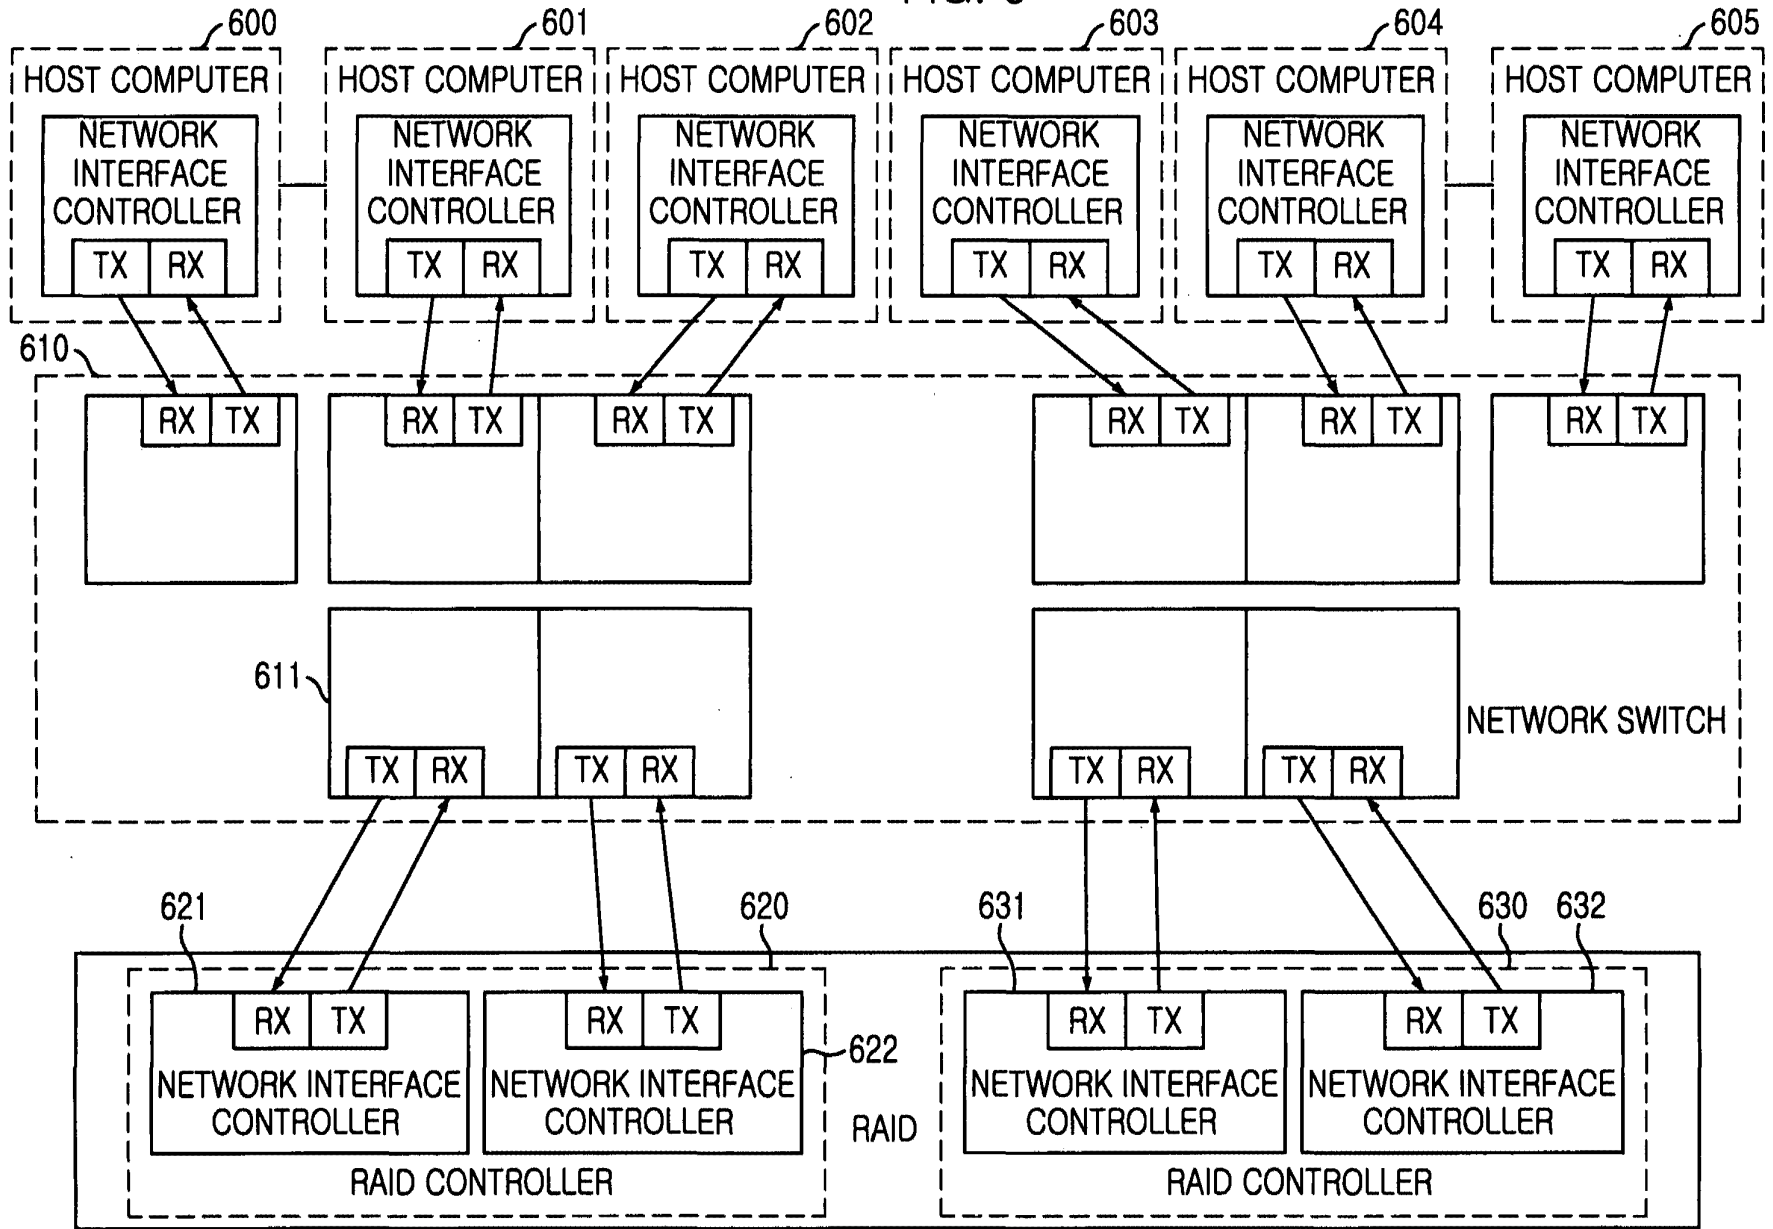 600
601
602
603
604
605
HOST COMPUTER
HOST COMPUTER
HOST COMPUTER
HOST COMPUTER
HOST COMPUTER
HOST COMPUTER
NETWORK
INTERFACE
CONTROLLER
NETWORK
INTERFACE
CONTROLLER
NETWORK
INTERFACE
CONTROLLER
NETWORK
INTERFACE
CONTROLLER
NETWORK
INTERFACE
CONTROLLER
NETWORK
INTERFACE
CONTROLLER
TX RX
TX RX
TX RX
TX RX
TX RX
TX RX
610
RX TX
RX TX
RX TX
RX TX
RX TX
RX TX
611
NETWORK SWITCH
TX RX
TX RX
TX RX
TX RX
621
620
631
630
632
RX TX
RX TX
RX TX
RX TX
622
NETWORK INTERFACE
CONTROLLER
NETWORK INTERFACE
CONTROLLER
RAID
NETWORK INTERFACE
CONTROLLER
NETWORK INTERFACE
CONTROLLER
RAID CONTROLLER
RAID CONTROLLER